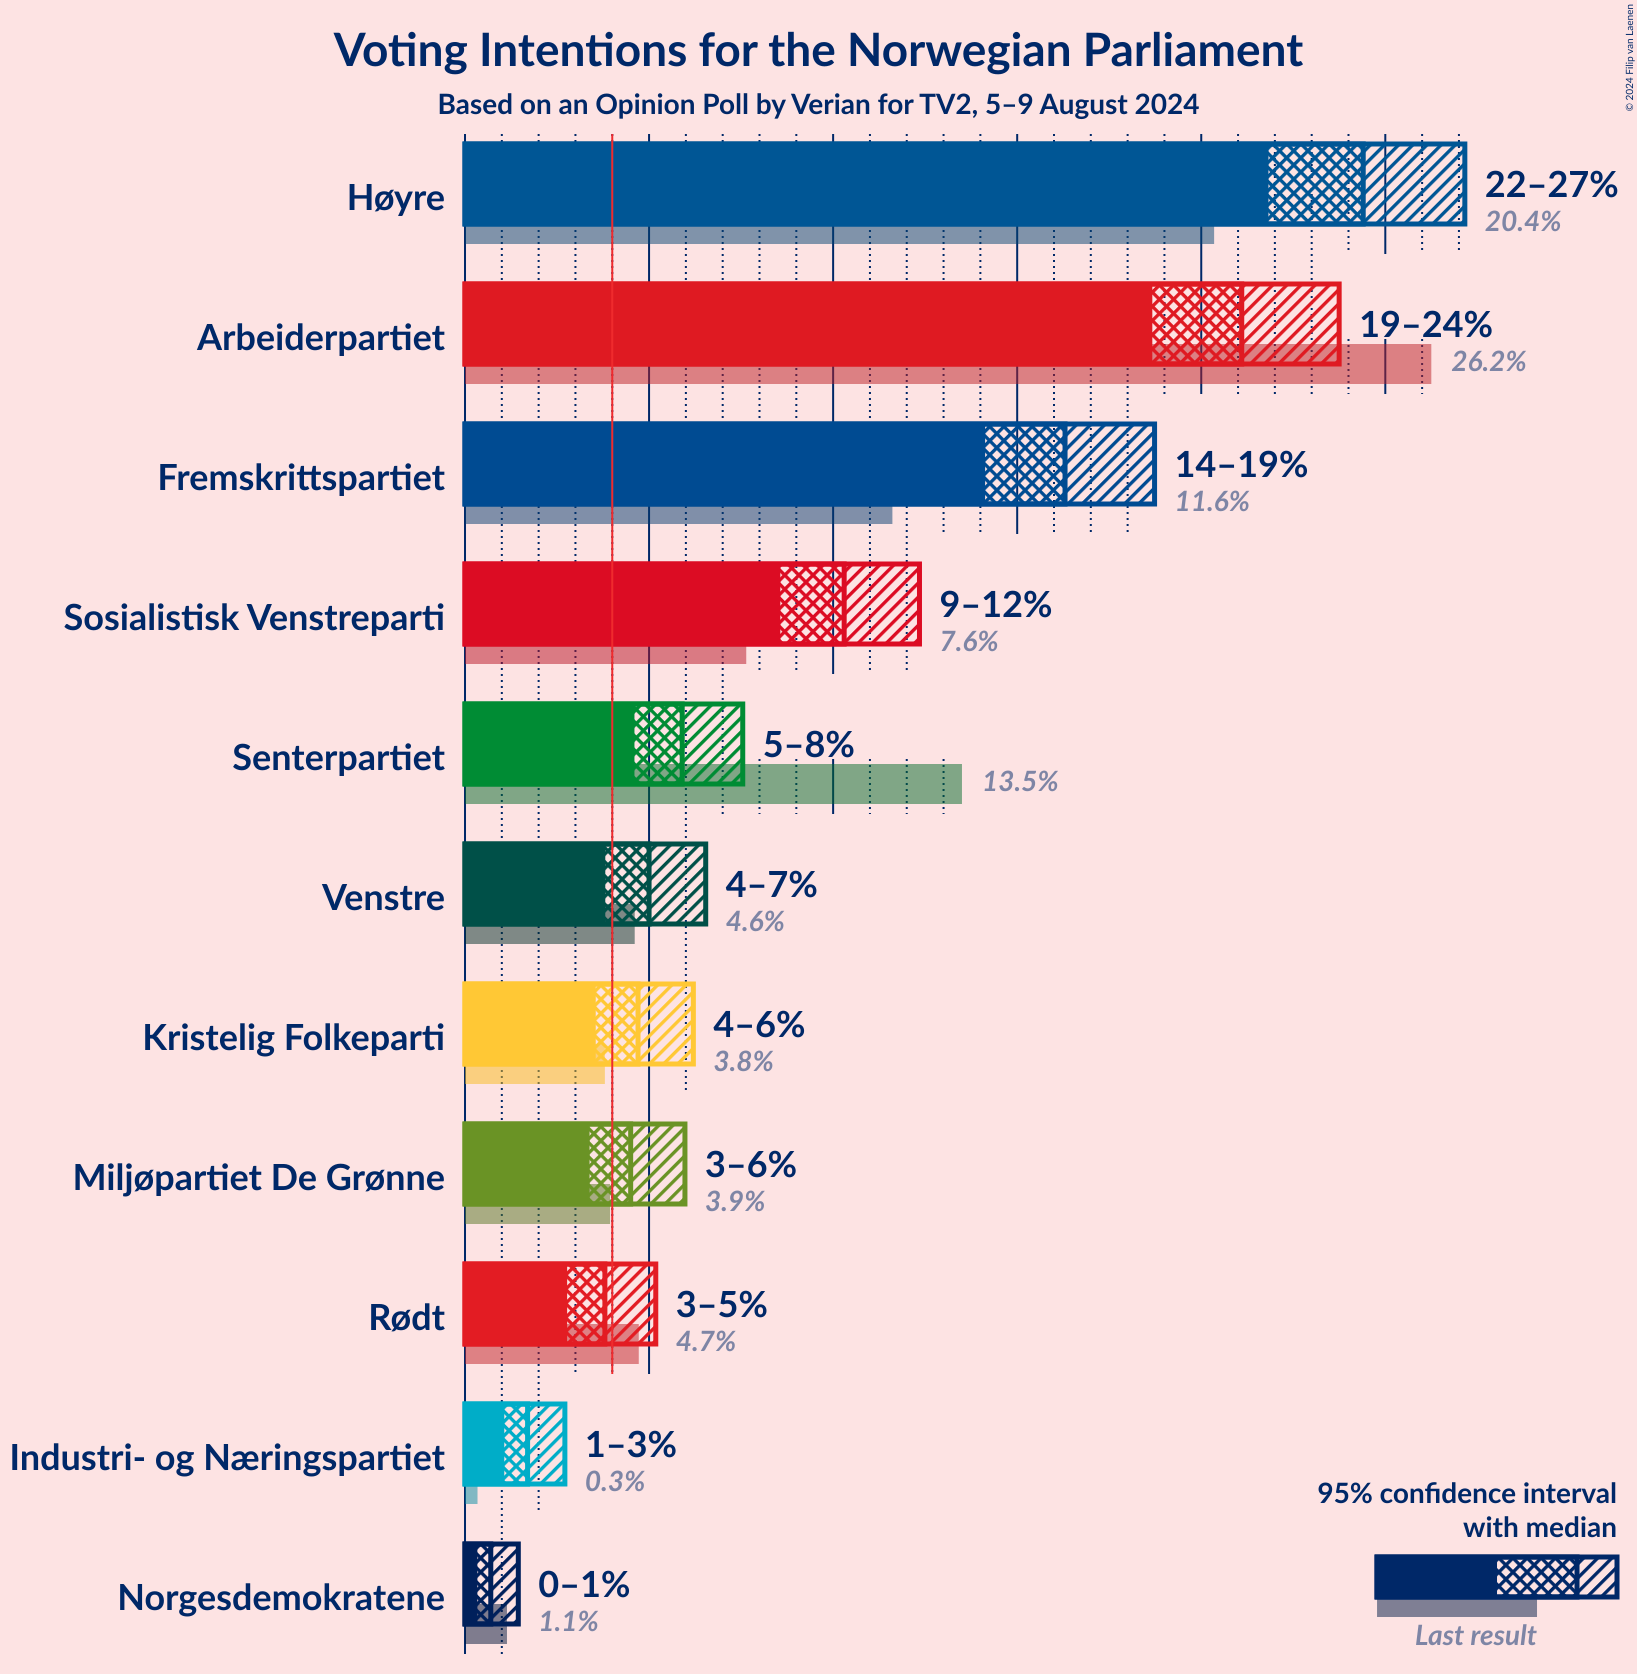 Voting Intentions for the Norwegian Parliament
Based on an Opinion Poll by Verian for TV2, 5–9 August 2024
© 2024 Filip van Laenen
Høyre
22–27%
20.4%
Arbeiderpartiet
19–24%
26.2%
Fremskrittspartiet
14–19%
11.6%
Sosialistisk Venstreparti
9–12%
7.6%
Senterpartiet
5–8%
13.5%
Venstre
4–7%
4.6%
Kristelig Folkeparti
4–6%
3.8%
Miljøpartiet De Grønne
3–6%
3.9%
Rødt
3–5%
4.7%
Industri- og Næringspartiet
1–3%
0.3%
Norgesdemokratene
0–1%
1.1%
95% confidence interval
with median
Last result